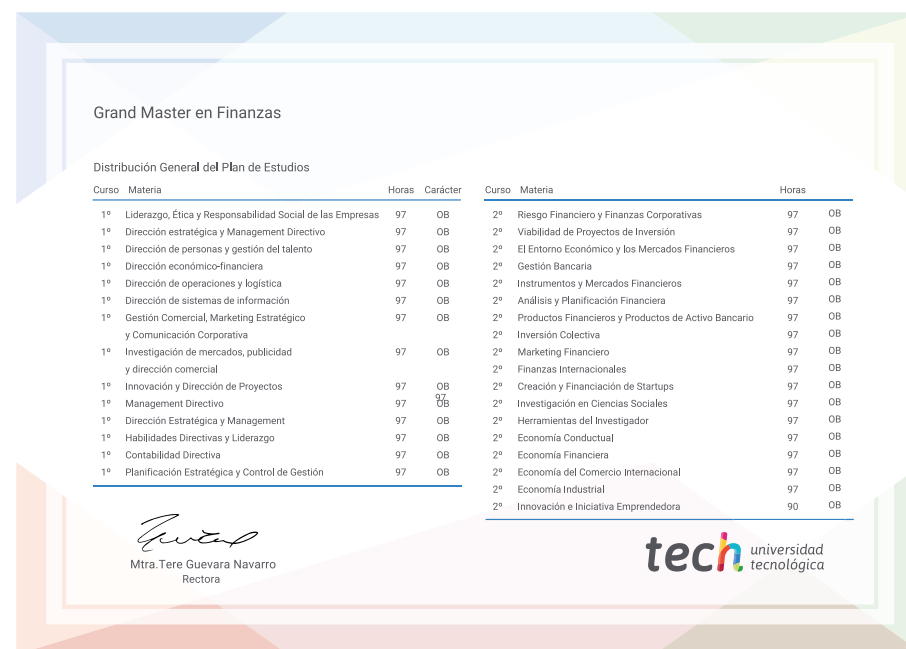 Grand Master en Finanzas
Distribución General del Plan de Estudios
Curso Materia Horas Carácter
1º Liderazgo, Ética y Responsabilidad Social de las Empresas 97 OB
1º Dirección estratégica y Management Directivo 97 OB
1º Dirección de personas y gestión del talento 97 OB
1º Dirección económico-financiera 97 OB
1º Dirección de operaciones y logística 97 OB
1º Dirección de sistemas de información 97 OB
1º Gestión Comercial, Marketing Estratégico 97 OB
y Comunicación Corporativa
1º Investigación de mercados, publicidad 97 OB
y dirección comercial
1º Innovación y Dirección de Proyectos 97 OB
97
1º Management Directivo 97 OB
1º Dirección Estratégica y Management 97 OB
1º Habilidades Directivas y Liderazgo 97 OB
1º Contabilidad Directiva 97 OB
1º Planificación Estratégica y Control de Gestión 97 OB
Curso Materia Horas
2º Riesgo Financiero y Finanzas Corporativas 97 OB
2º Viabilidad de Proyectos de Inversión 97 OB
2º El Entorno Económico y los Mercados Financieros 97 OB
2º Gestión Bancaria 97 OB
2º Instrumentos y Mercados Financieros 97 OB
2º Análisis y Planificación Financiera 97 OB
2º Productos Financieros y Productos de Activo Bancario 97 OB
2º Inversión Colectiva 97 OB
2º Marketing Financiero 97 OB
2º Finanzas Internacionales 97 OB
2º Creación y Financiación de Startups 97 OB
2º Investigación en Ciencias Sociales 97 OB
2º Herramientas del Investigador 97 OB
2º Economía Conductual 97 OB
2º Economía Financiera 97 OB
2º Economía del Comercio Internacional 97 OB
2º Economía Industrial 97 OB
2º Innovación e Iniciativa Emprendedora 90 OB
Mtra.Tere Guevara Navarro
Rectora
tech universidad
tecnológica